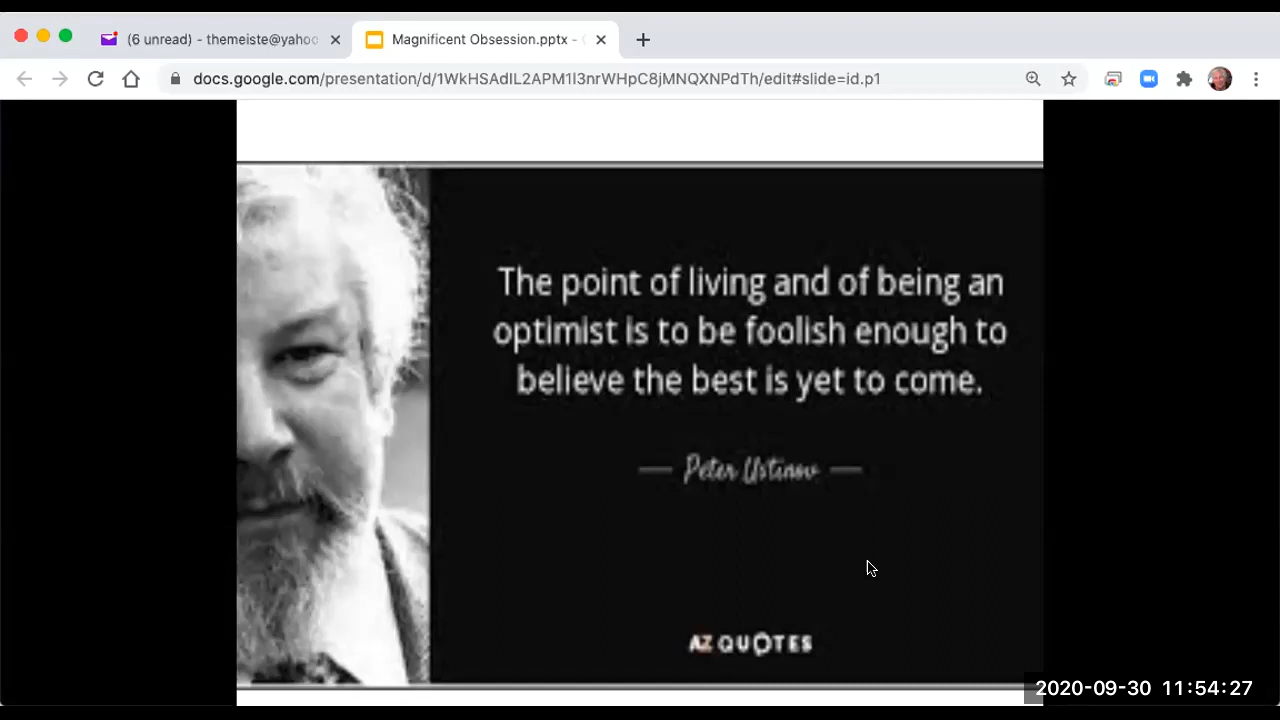 (6 unread) - themeiste@yahoo
Magnificent Obsession.pptx -
docs.google.com/presentation/d/1WkHSAdIL2APM1l3nrWHpC8jMNQXNPdTh/edit#slide=id.p1
The point of living and of being an
optimist is to be foolish enough to
believe the best is yet to come.
— Peter Ustinov —
AZ QUOTES
2020-09-30 11:54:27